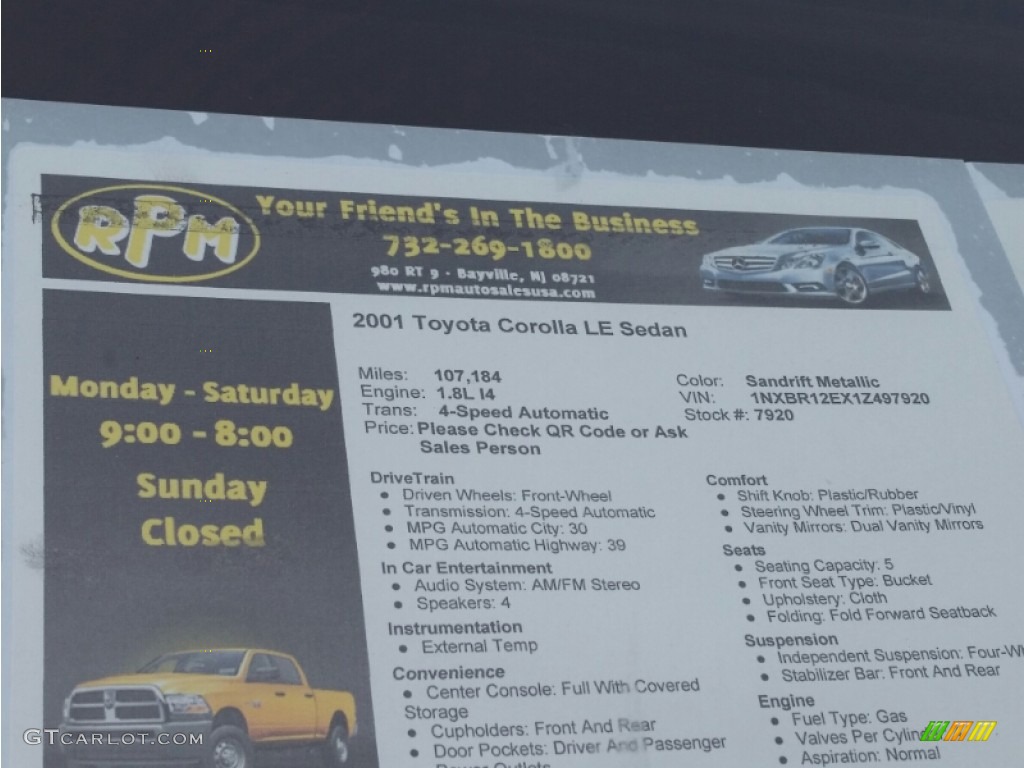 RPM
Your Friend's In The Business
732-269-1800
980 RT 9 - Bayville, NJ 08721
www.rpmautosalesusa.com
Monday - Saturday
9:00 - 8:00
Sunday
Closed
2001 Toyota Corolla LE Sedan
Miles: 107,184
Engine: 1.8L I4
Trans: 4-Speed Automatic
Price: Please Check QR Code or Ask
Sales Person
Color: Sandrift Metallic
VIN: 1NXBR12EX1Z497920
Stock #: 7920
DriveTrain
• Driven Wheels: Front-Wheel
• Transmission: 4-Speed Automatic
• MPG Automatic City: 30
• MPG Automatic Highway: 39
In Car Entertainment
• Audio System: AM/FM Stereo
• Speakers: 4
Instrumentation
• External Temp
Convenience
• Center Console: Full With Covered
Storage
• Cupholders: Front And Rear
• Door Pockets: Driver And Passenger
Power Outlets
Comfort
• Shift Knob: Plastic/Rubber
• Steering Wheel Trim: Plastic/Vinyl
• Vanity Mirrors: Dual Vanity Mirrors
Seats
• Seating Capacity: 5
• Front Seat Type: Bucket
• Upholstery: Cloth
• Folding: Fold Forward Seatback
Suspension
• Independent Suspension: Four-Wh
• Stabilizer Bar: Front And Rear
Engine
• Fuel Type: Gas
• Valves Per Cylin
• Aspiration: Normal
GTCARLOT.COM